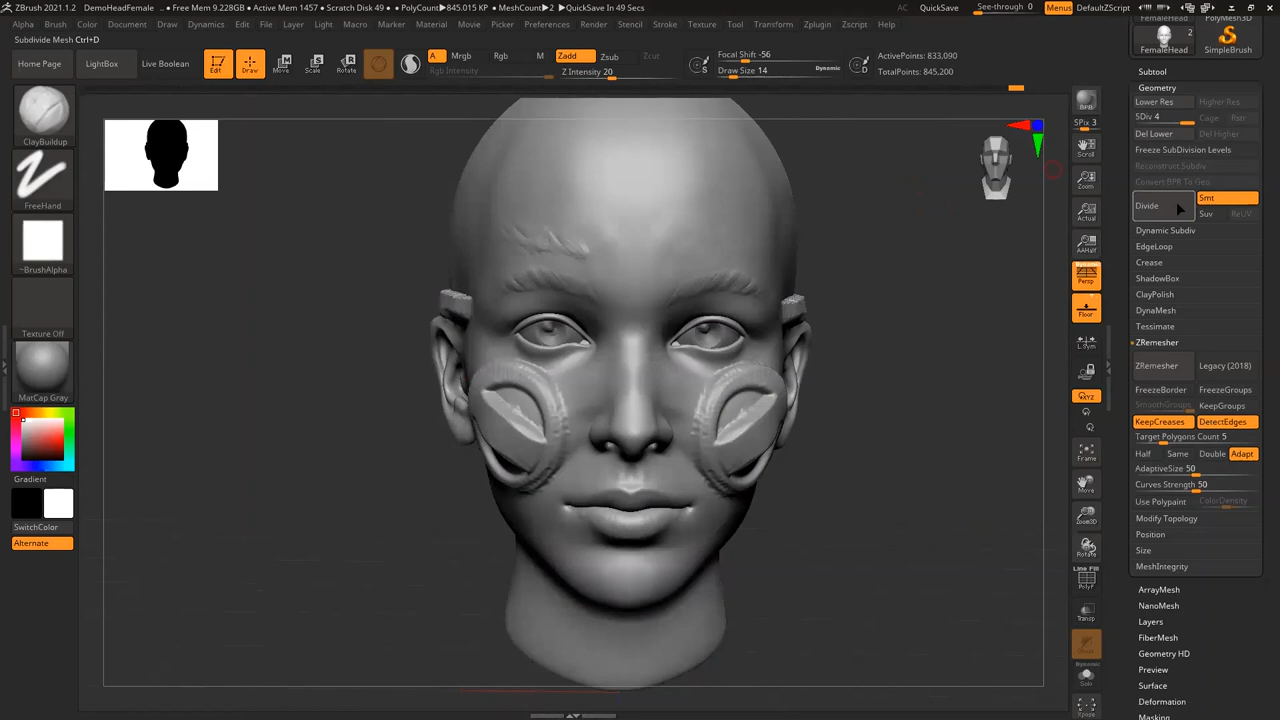 ZBrush 2021.1.2 DemoHeadFemale .. ● Free Mem 9.228GB ● Active Mem 1457 ● Scratch Disk 49 ● PolyCount▶845.015 KP ● MeshCount▶2 ▶QuickSave In 49 Secs AC QuickSave See-through 0 Menus DefaultZScript
Alpha Brush Color Document Draw Dynamics Edit File Layer Light Macro Marker Material Movie Picker Preferences Render Stencil Stroke Texture Tool Transform Zplugin Zscript Help
Subdivide Mesh Ctrl+D
Home Page
LightBox
Live Boolean
Edit
Draw
Move
Scale
Rotate
A
Mrgb
Rgb
M
Rgb Intensity
Zadd
Zsub
Zcut
Z Intensity 20
S
Focal Shift -56
Draw Size 14
Dynamic
D
ActivePoints: 833,090
TotalPoints: 845,200
ClayBuildup
FreeHand
~BrushAlpha
Texture Off
MatCap Gray
Gradient
SwitchColor
Alternate
BPR
SPix 3
Scroll
Zoom
Actual
AAHalf
Dynamic
Persp
Floor
L.Sym
XYZ
Frame
Move
Zoom3D
Rotate
Line Fill
PolyF
Transp
Ghost
Dynamic
Solo
Xpose
FemaleHead
PolyMesh3D
2
FemaleHead
SimpleBrush
Subtool
Geometry
Lower Res
Higher Res
SDiv 4
Cage
Rstr
Del Lower
Del Higher
Freeze SubDivision Levels
Reconstruct Subdiv
Convert BPR To Geo
Divide
Smt
Suv
ReUV
Dynamic Subdiv
EdgeLoop
Crease
ShadowBox
ClayPolish
DynaMesh
Tessimate
ZRemesher
ZRemesher
Legacy (2018)
FreezeBorder
FreezeGroups
SmoothGroups
KeepGroups
KeepCreases
DetectEdges
Target Polygons Count 5
Half
Same
Double
Adapt
AdaptiveSize 50
Curves Strength 50
Use Polypaint
ColorDensity
Modify Topology
Position
Size
MeshIntegrity
ArrayMesh
NanoMesh
Layers
FiberMesh
Geometry HD
Preview
Surface
Deformation
Masking